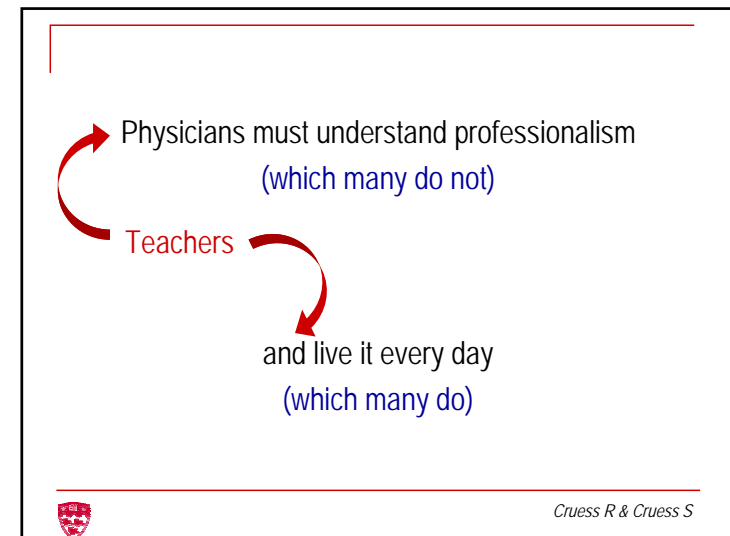 Physicians must understand professionalism
(which many do not)
Teachers
and live it every day
(which many do)
Cruess R & Cruess S